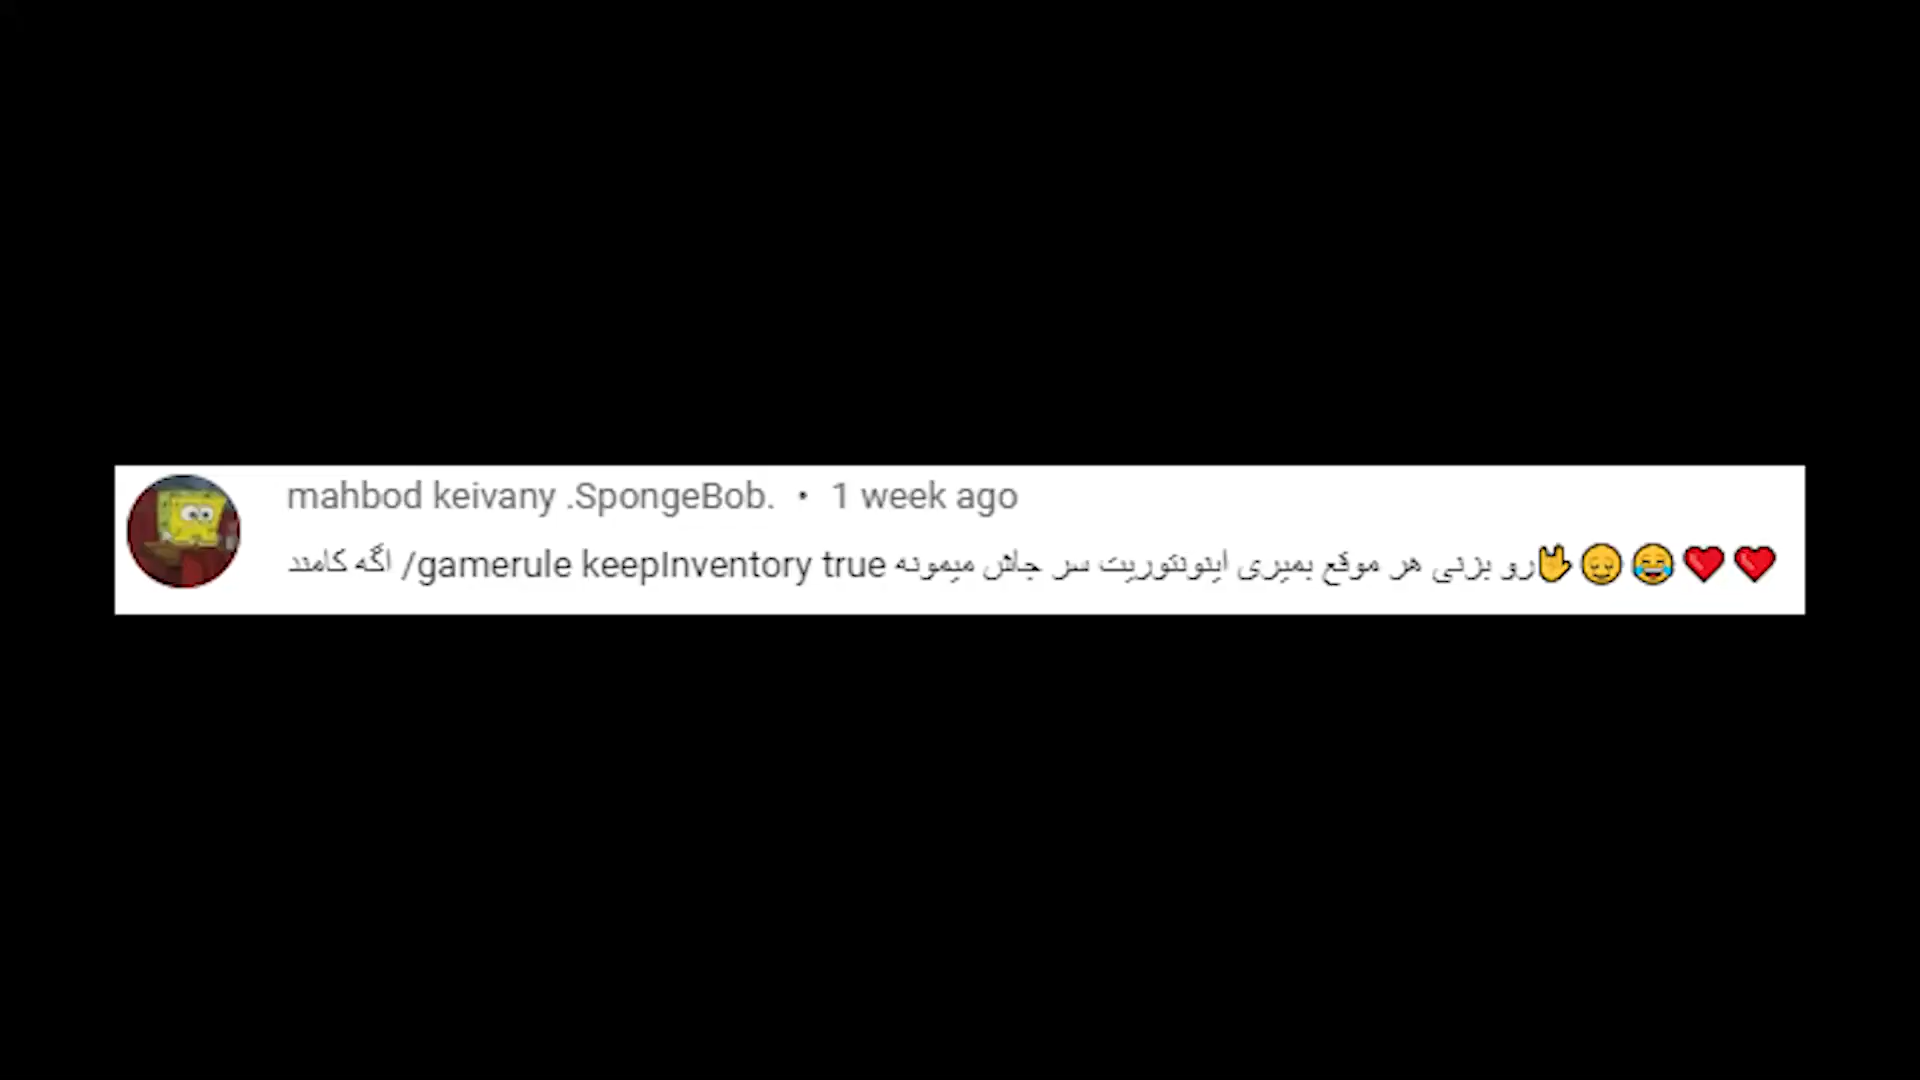 mahbod keivany .SpongeBob. • 1 week ago
اگه کامند /gamerule keepInventory true رو بزنی هر موقع بمیری اینونتوریت سر جاش میمونه🤟😔😂❤️❤️